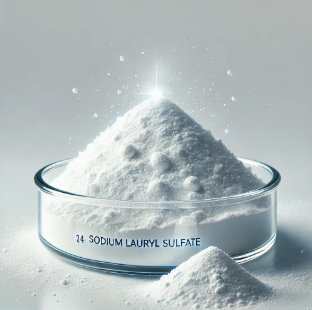 24. SODIUM LAURYL SULFATE